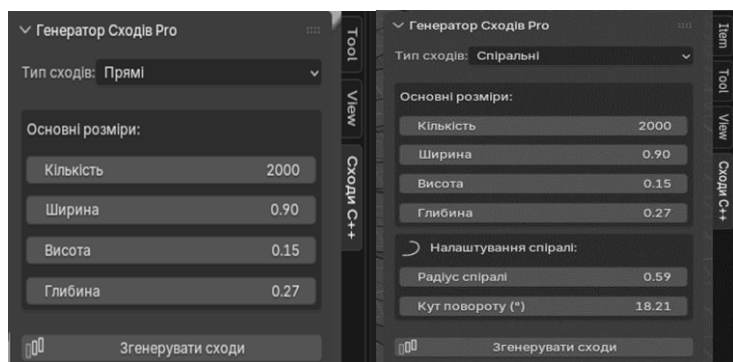 Генератор Сходів Pro
Тип сходів: Прямі
Основні розміри:
Кількість 2000
Ширина 0.90
Висота 0.15
Глибина 0.27
Згенерувати сходи
Tool
View
Сходи C++
Генератор Сходів Pro
Тип сходів: Спіральні
Основні розміри:
Кількість 2000
Ширина 0.90
Висота 0.15
Глибина 0.27
Налаштування спіралі:
Радіус спіралі 0.59
Кут повороту (°) 18.21
Згенерувати сходи
Item
Tool
View
Сходи C++